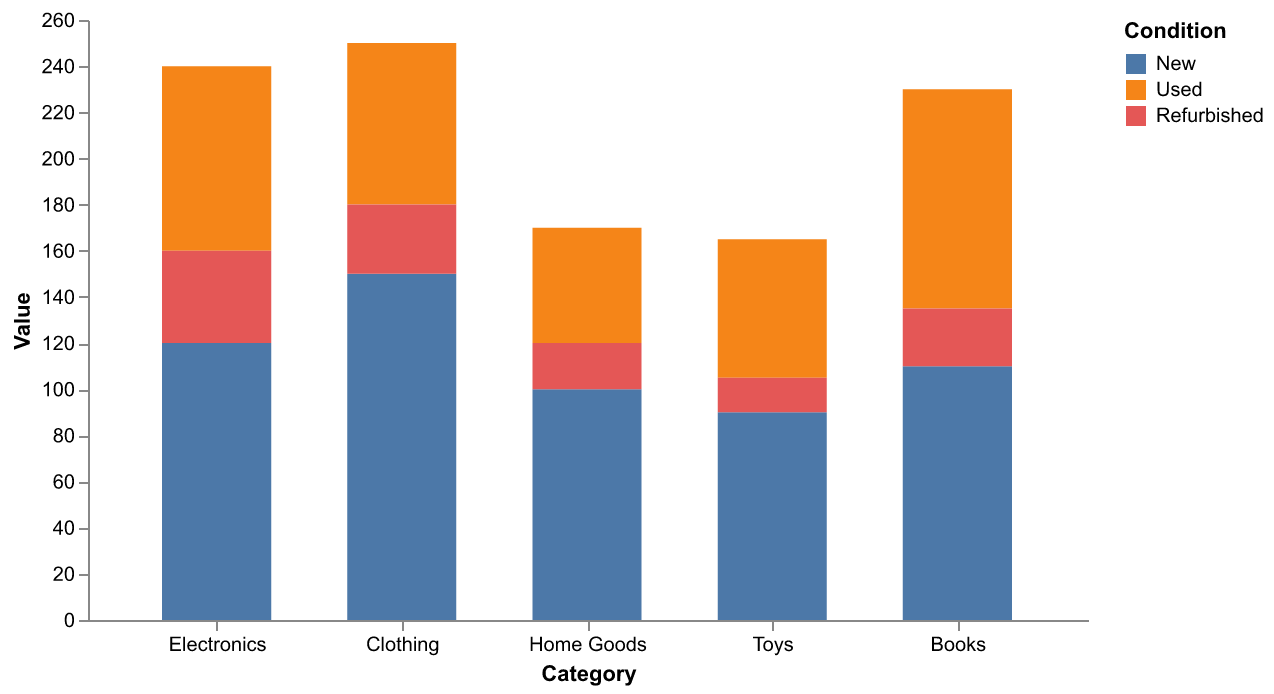 260
240
220
200
180
160
140
120
100
80
60
40
20
0
Value
Electronics
Clothing
Home Goods
Toys
Books
Category
Condition
New
Used
Refurbished